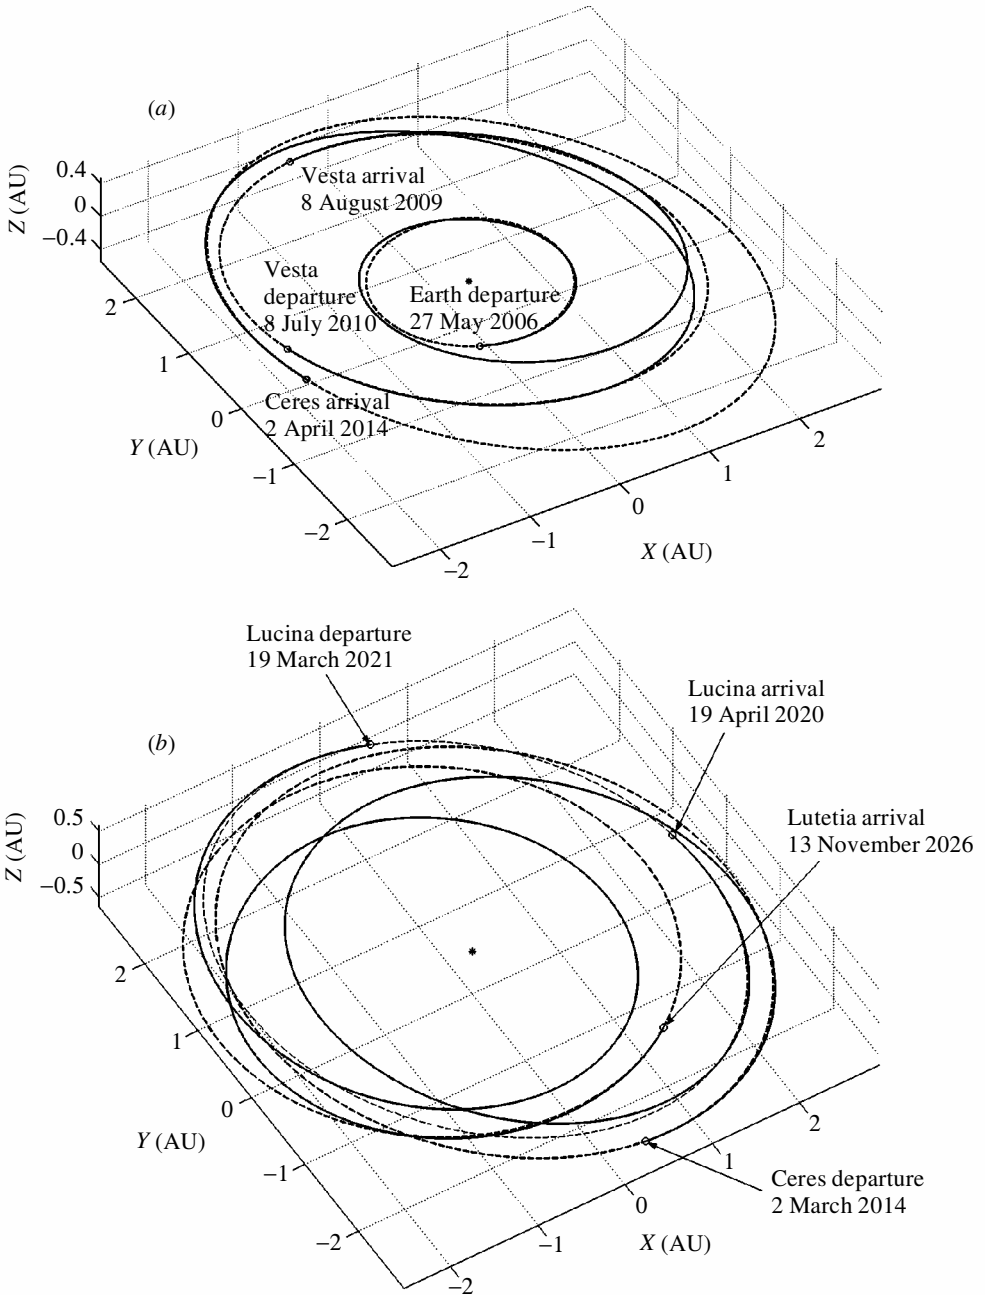 (a)
Z (AU)
0.4
0
−0.4
Vesta arrival
8 August 2009
Vesta
departure
8 July 2010
Earth departure
27 May 2006
Ceres arrival
2 April 2014
2
1
0
−1
−2
Y (AU)
−2
−1
0
1
2
X (AU)
Lucina departure
19 March 2021
Lucina arrival
19 April 2020
(b)
Lutetia arrival
13 November 2026
Z (AU)
0.5
0
−0.5
2
1
0
−1
−2
Y (AU)
−2
−1
0
1
2
X (AU)
Ceres departure
2 March 2014